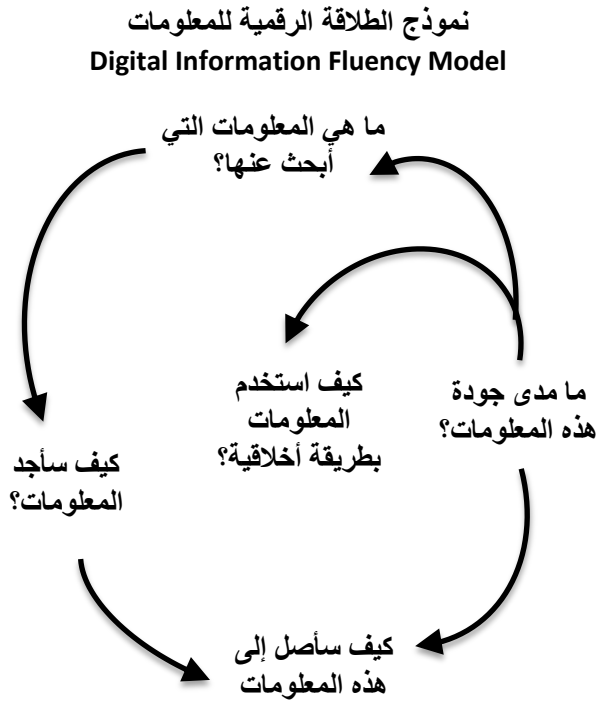 نموذج الطلاقة الرقمية للمعلومات
Digital Information Fluency Model
ما هي المعلومات التي
أبحث عنها؟
كيف استخدم
المعلومات
بطريقة أخلاقية؟
ما مدى جودة
هذه المعلومات؟
كيف سأجد
المعلومات؟
كيف سأصل إلى
هذه المعلومات